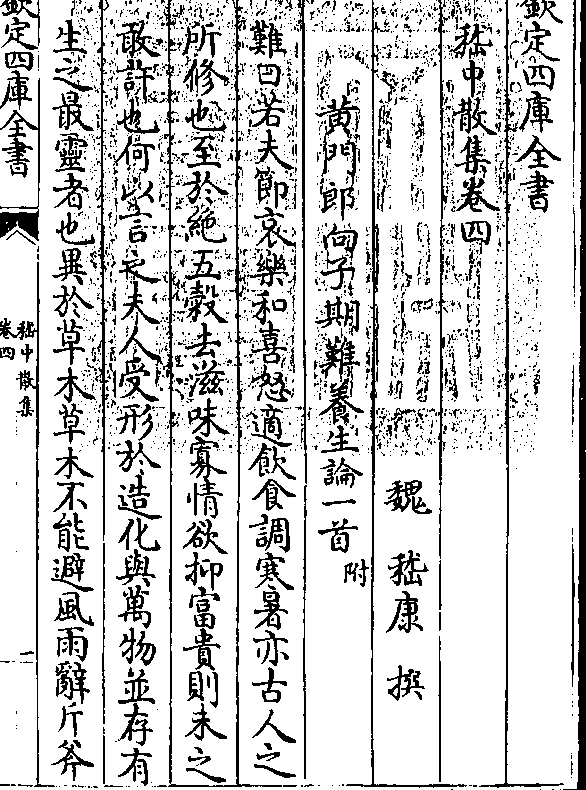 欽定四庫全書
嵇中散集卷四
魏 嵇康 撰
黃門郎向子期難養生論一首附
難曰若夫節哀樂和喜怒適飲食調寒暑亦古人之
所修也至於絶五穀去滋味寡情欲抑富貴則未之
敢許也何以言之夫人受形於造化與萬物並存有
生之最靈者也異於草木草木不能避風雨辭斤斧
欽定四庫全書
嵇中散集
卷四
一